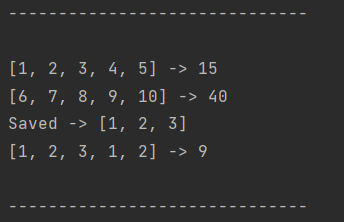 ------------------------------
[1, 2, 3, 4, 5] -> 15
[6, 7, 8, 9, 10] -> 40
Saved -> [1, 2, 3]
[1, 2, 3, 1, 2] -> 9
------------------------------